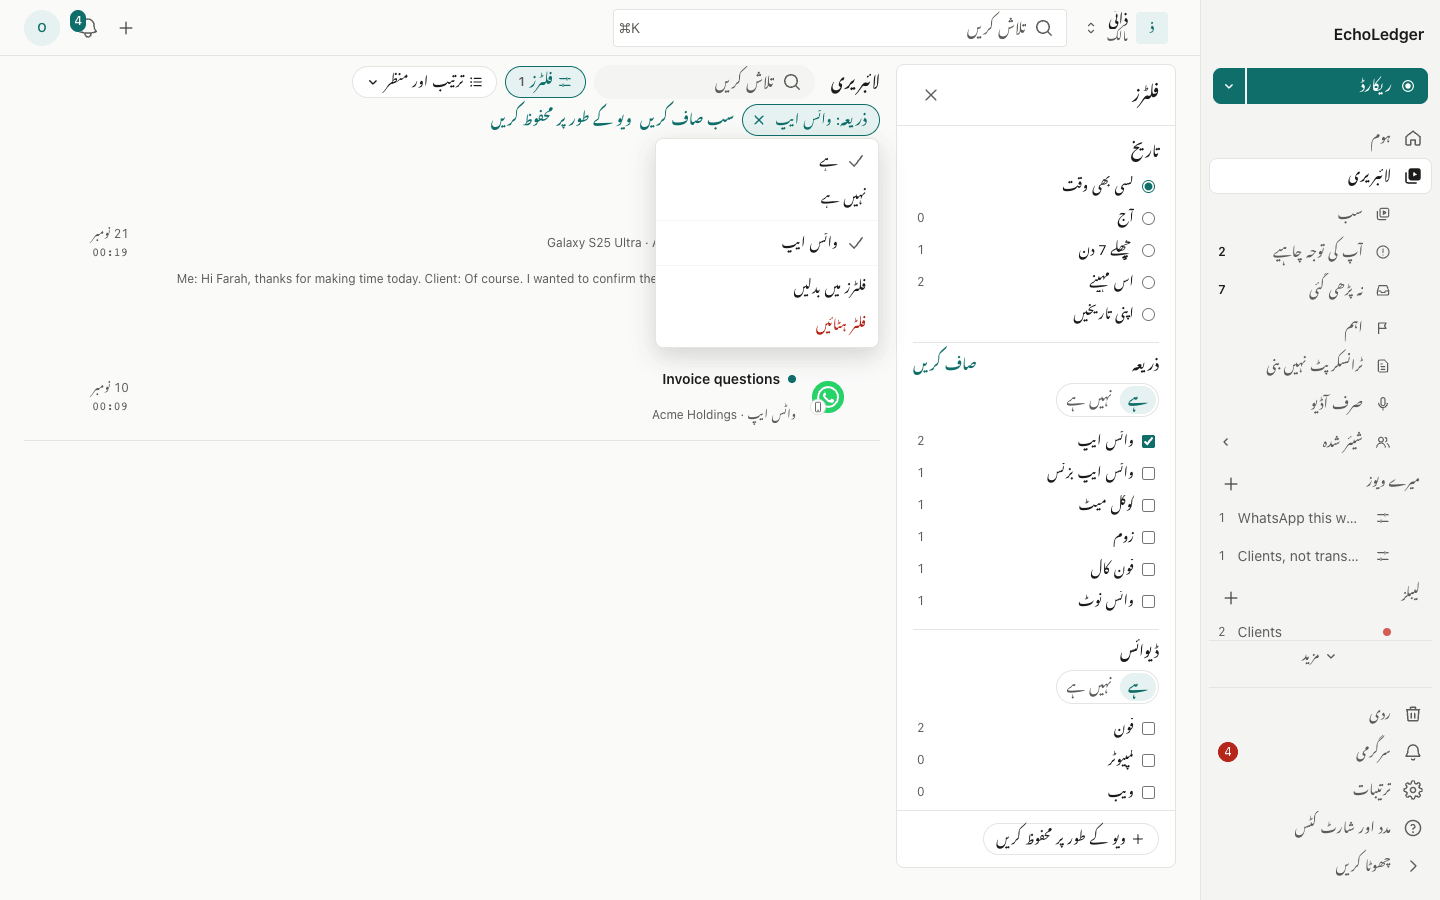 EchoLedger
ریکارڈ
ہوم
لائبریری
سب
آپ کی توجہ چاہیے 2
نہ پڑھی گئی 7
اہم
ٹرانسکرپٹ نہیں بنی
صرف آڈیو
شیئر شدہ
میرے ویوز
WhatsApp this w... 1
Clients, not trans... 1
لیبلز
Clients 2
مزید
ردی
سرگرمی 4
ترتیبات
مدد اور شارٹ کٹس
چھوٹا کریں
ذ
ذاتی
مالک
تلاش کریں ⌘K
4
O
فلٹرز
تاریخ
کسی بھی وقت
آج 0
پچھلے 7 دن 1
اس مہینے 2
اپنی تاریخیں
ذریعہ صاف کریں
ہے نہیں ہے
واٹس ایپ 2
واٹس ایپ بزنس 1
گوگل میٹ 1
زوم 1
فون کال 1
وائس نوٹ 1
ڈیوائس
ہے نہیں ہے
فون 2
کمپیوٹر 0
ویب 0
ویو کے طور پر محفوظ کریں
لائبریری
تلاش کریں
فلٹرز 1
ترتیب اور منظر
ذریعہ: واٹس ایپ
سب صاف کریں
ویو کے طور پر محفوظ کریں
ہے
نہیں ہے
واٹس ایپ
فلٹرز میں بدلیں
فلٹر ہٹائیں
21 نومبر
00:19
Galaxy S25 Ultra ·
Me: Hi Farah, thanks for making time today. Client: Of course. I wanted to confirm the
Invoice questions
واٹس ایپ · Acme Holdings
10 نومبر
00:09